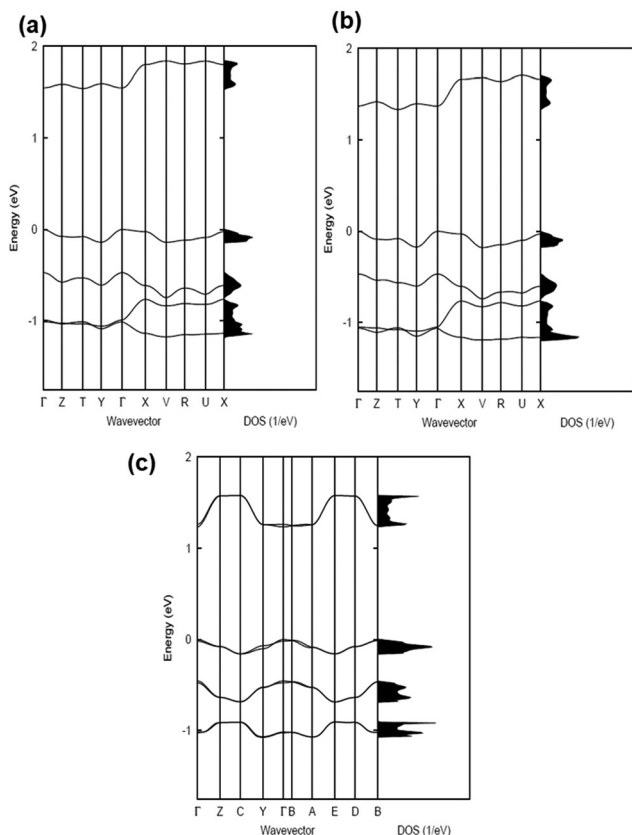 (a)
2
1
0
-1
Energy (eV)
Γ Z T Y Γ X V R U X
Wavevector DOS (1/eV)
(b)
2
1
0
-1
Energy (eV)
Γ Z T Y Γ X V R U X
Wavevector DOS (1/eV)
(c)
2
1
0
-1
Energy (eV)
Γ Z C Y Γ B A E D B
Wavevector DOS (1/eV)